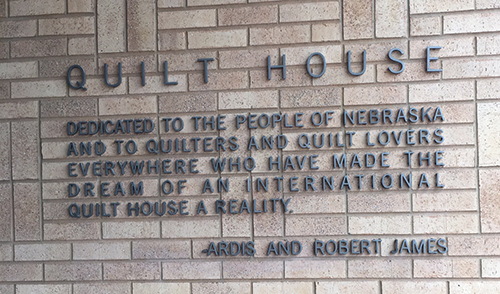 QUILT HOUSE
DEDICATED TO THE PEOPLE OF NEBRASKA
AND TO QUILTERS AND QUILT LOVERS
EVERYWHERE WHO HAVE MADE THE
DREAM OF AN INTERNATIONAL
QUILT HOUSE A REALITY.
-ARDIS AND ROBERT JAMES